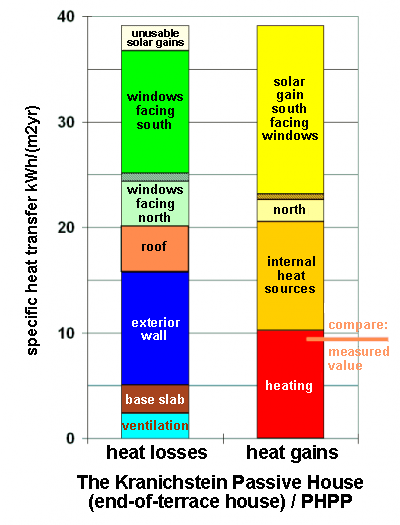 specific heat transfer kWh/(m2yr)
40
30
20
10
0
unusable
solar gains
windows
facing
south
windows
facing
north
roof
exterior
wall
base slab
ventilation
solar
gain
south
facing
windows
north
internal
heat
sources
heating
compare:
measured
value
heat losses
heat gains
The Kranichstein Passive House
(end-of-terrace house) / PHPP